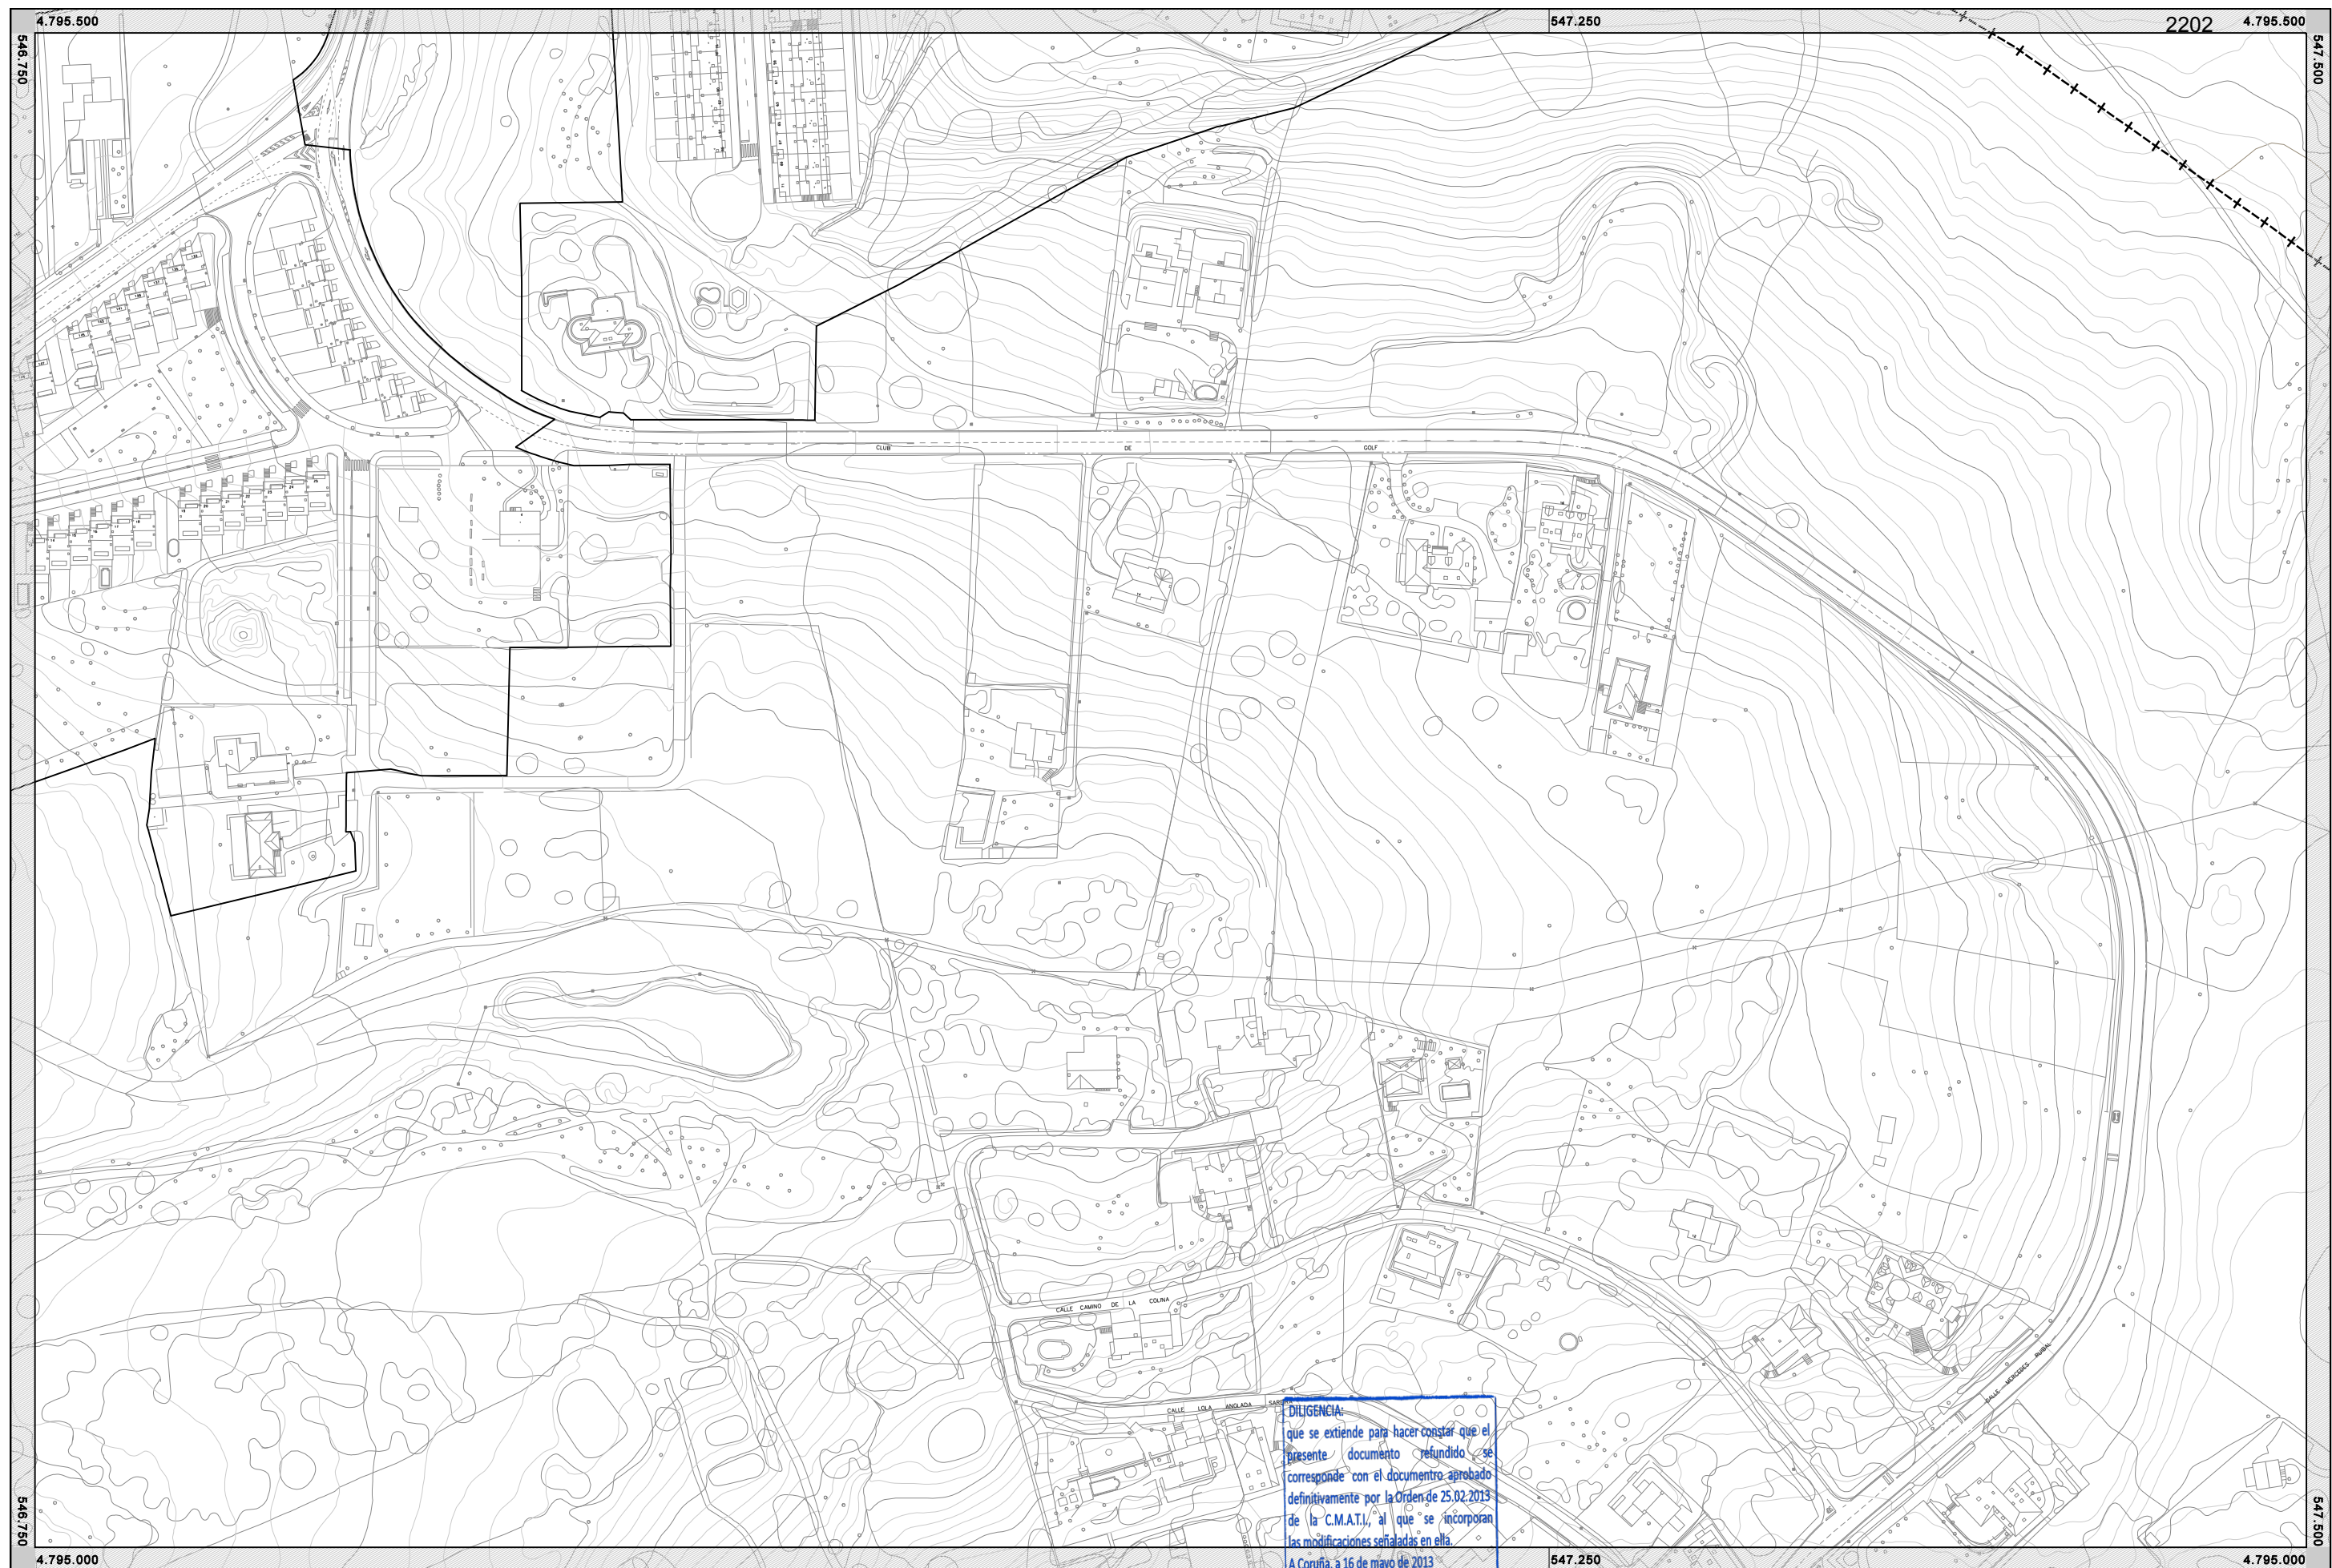 4.795.500
547.250
2202
4.795.500
546.750
547.500
CLUB DE GOLF
CALLE CAMINO DE LA COLINA
CALLE LOLA ANGLADA
CALLE MERCEDES RUIBAL
DILIGENCIA:
que se extiende para hacer constar que el
presente documento refundido se
corresponde con el documentro aprobado
definitivamente por la Orden de 25.02.2013
de la C.M.A.T.I., al que se incorporan
las modificaciones señaladas en ella.
A Coruña, a 16 de mayo de 2013
546.750
547.500
4.795.000
547.250
4.795.000